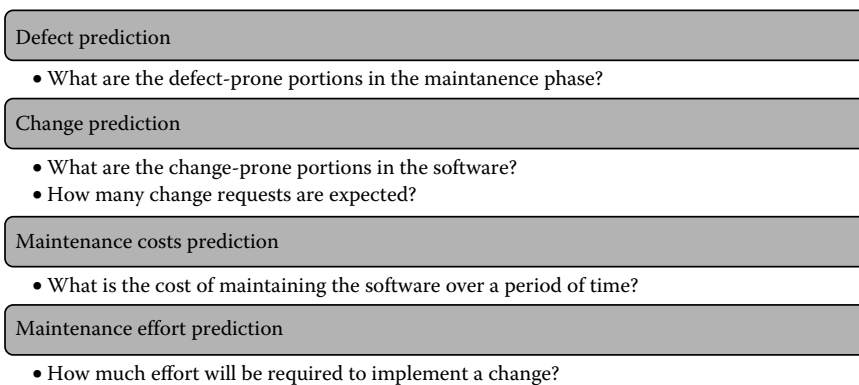 Defect prediction
• What are the defect-prone portions in the maintanence phase?
Change prediction
• What are the change-prone portions in the software?
• How many change requests are expected?
Maintenance costs prediction
• What is the cost of maintaining the software over a period of time?
Maintenance effort prediction
• How much effort will be required to implement a change?